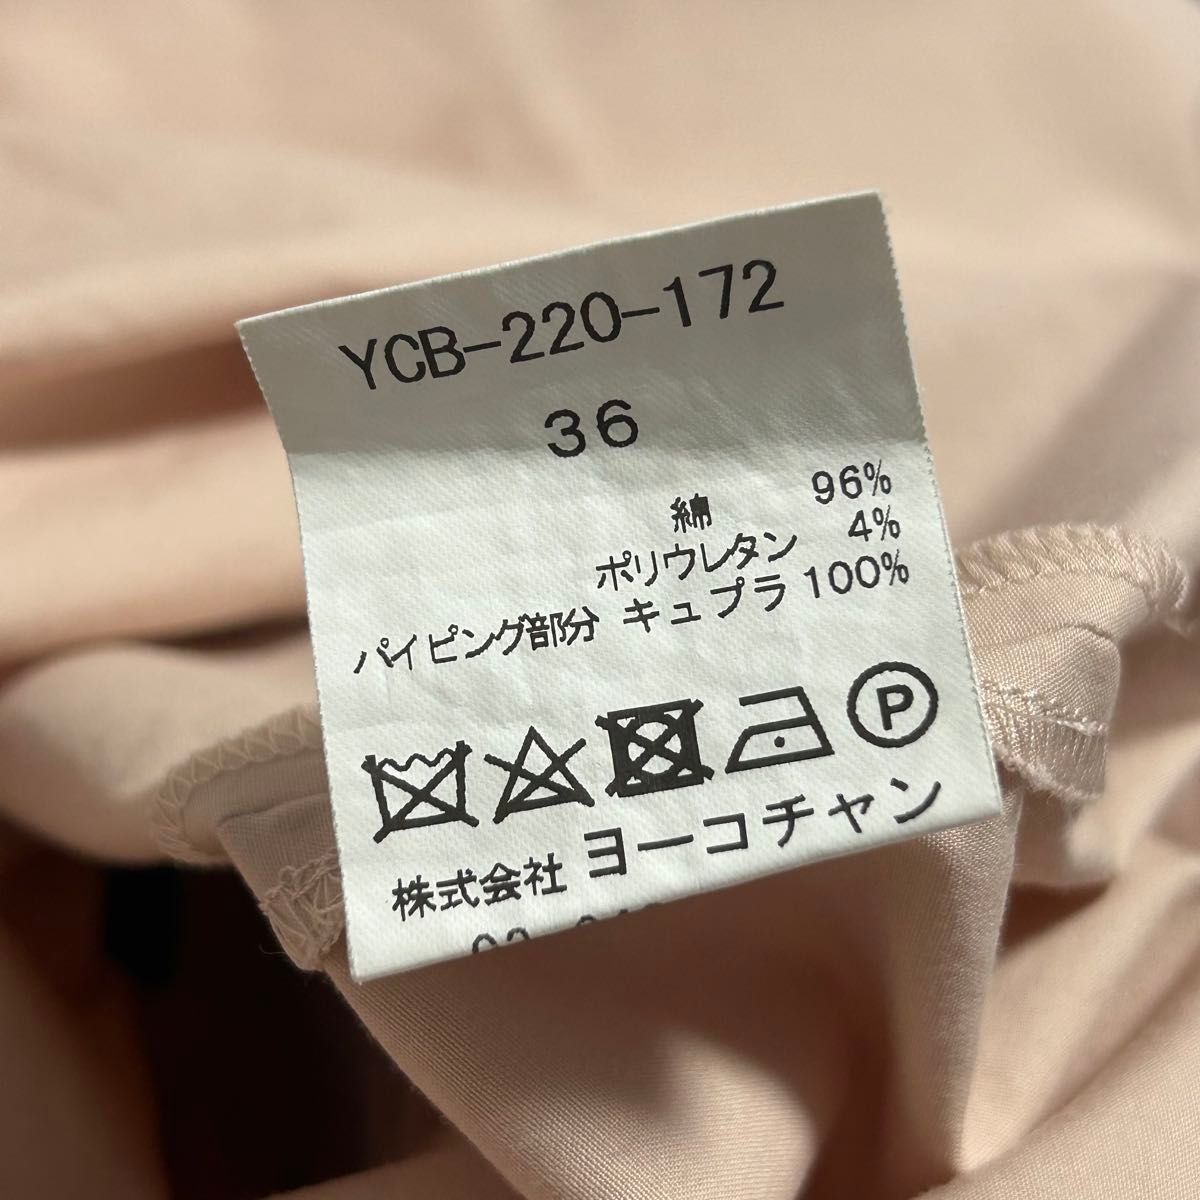 YCB-220-172
36
綿 96%
ポリウレタン 4%
パイピング部分 キュプラ 100%
P
株式会社 ヨーコチャン